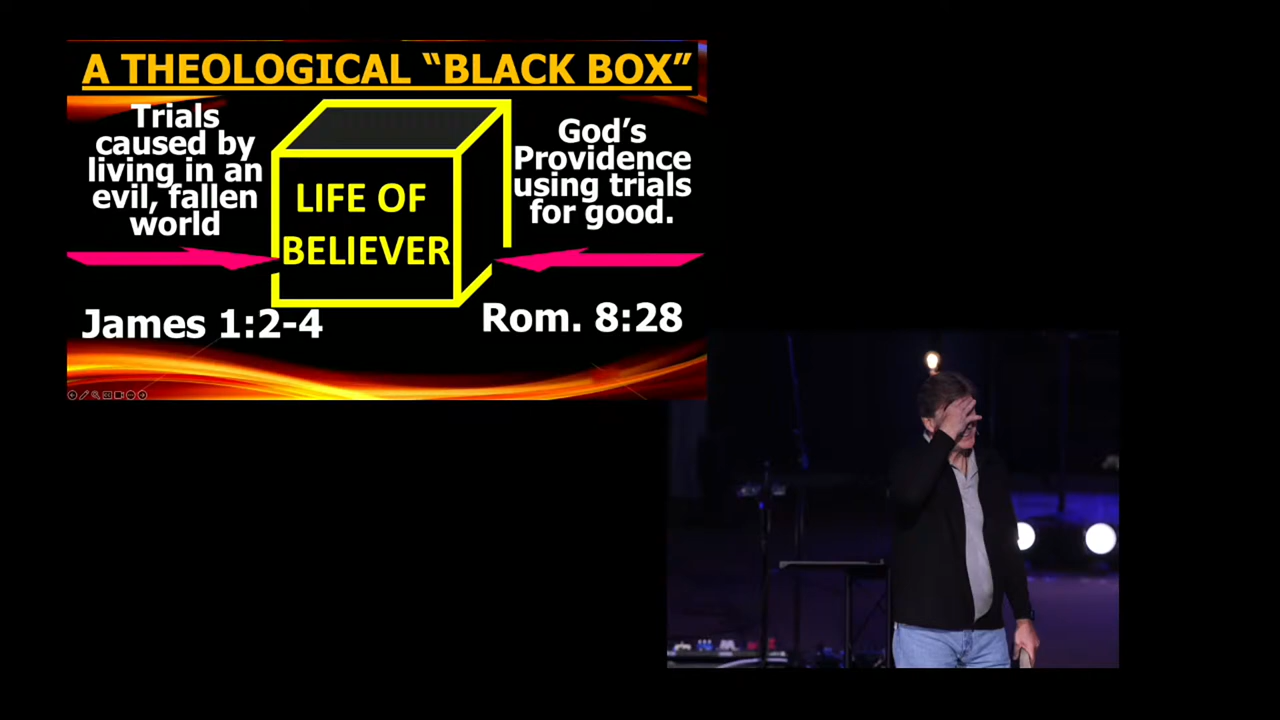 A THEOLOGICAL “BLACK BOX”
Trials
caused by
living in an
evil, fallen
world
LIFE OF
BELIEVER
God’s
Providence
using trials
for good.
James 1:2-4
Rom. 8:28